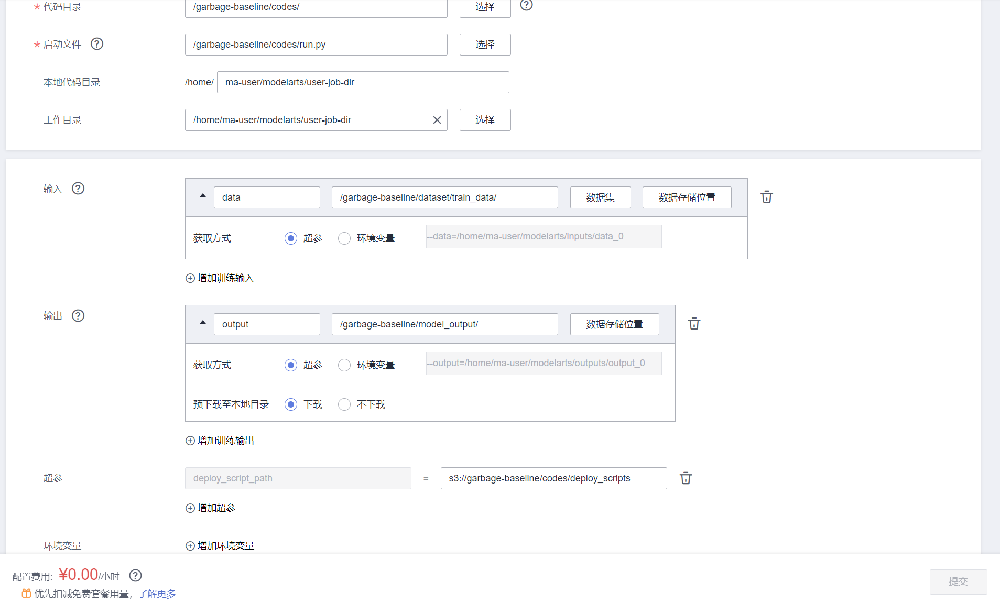 * 代码目录 /garbage-baseline/codes/ 选择
* 启动文件 /garbage-baseline/codes/run.py 选择
本地代码目录 /home/ ma-user/modelarts/user-job-dir
工作目录 /home/ma-user/modelarts/user-job-dir 选择
输入 data /garbage-baseline/dataset/train_data/ 数据集 数据存储位置
获取方式 超参 环境变量 --data=/home/ma-user/modelarts/inputs/data_0
增加训练输入
输出 output /garbage-baseline/model_output/ 数据存储位置
获取方式 超参 环境变量 --output=/home/ma-user/modelarts/outputs/output_0
预下载至本地目录 下载 不下载
增加训练输出
超参 deploy_script_path = s3://garbage-baseline/codes/deploy_scripts
增加超参
环境变量 增加环境变量
配置费用: ¥0.00/小时 提交
优先扣减免费套餐用量，了解更多